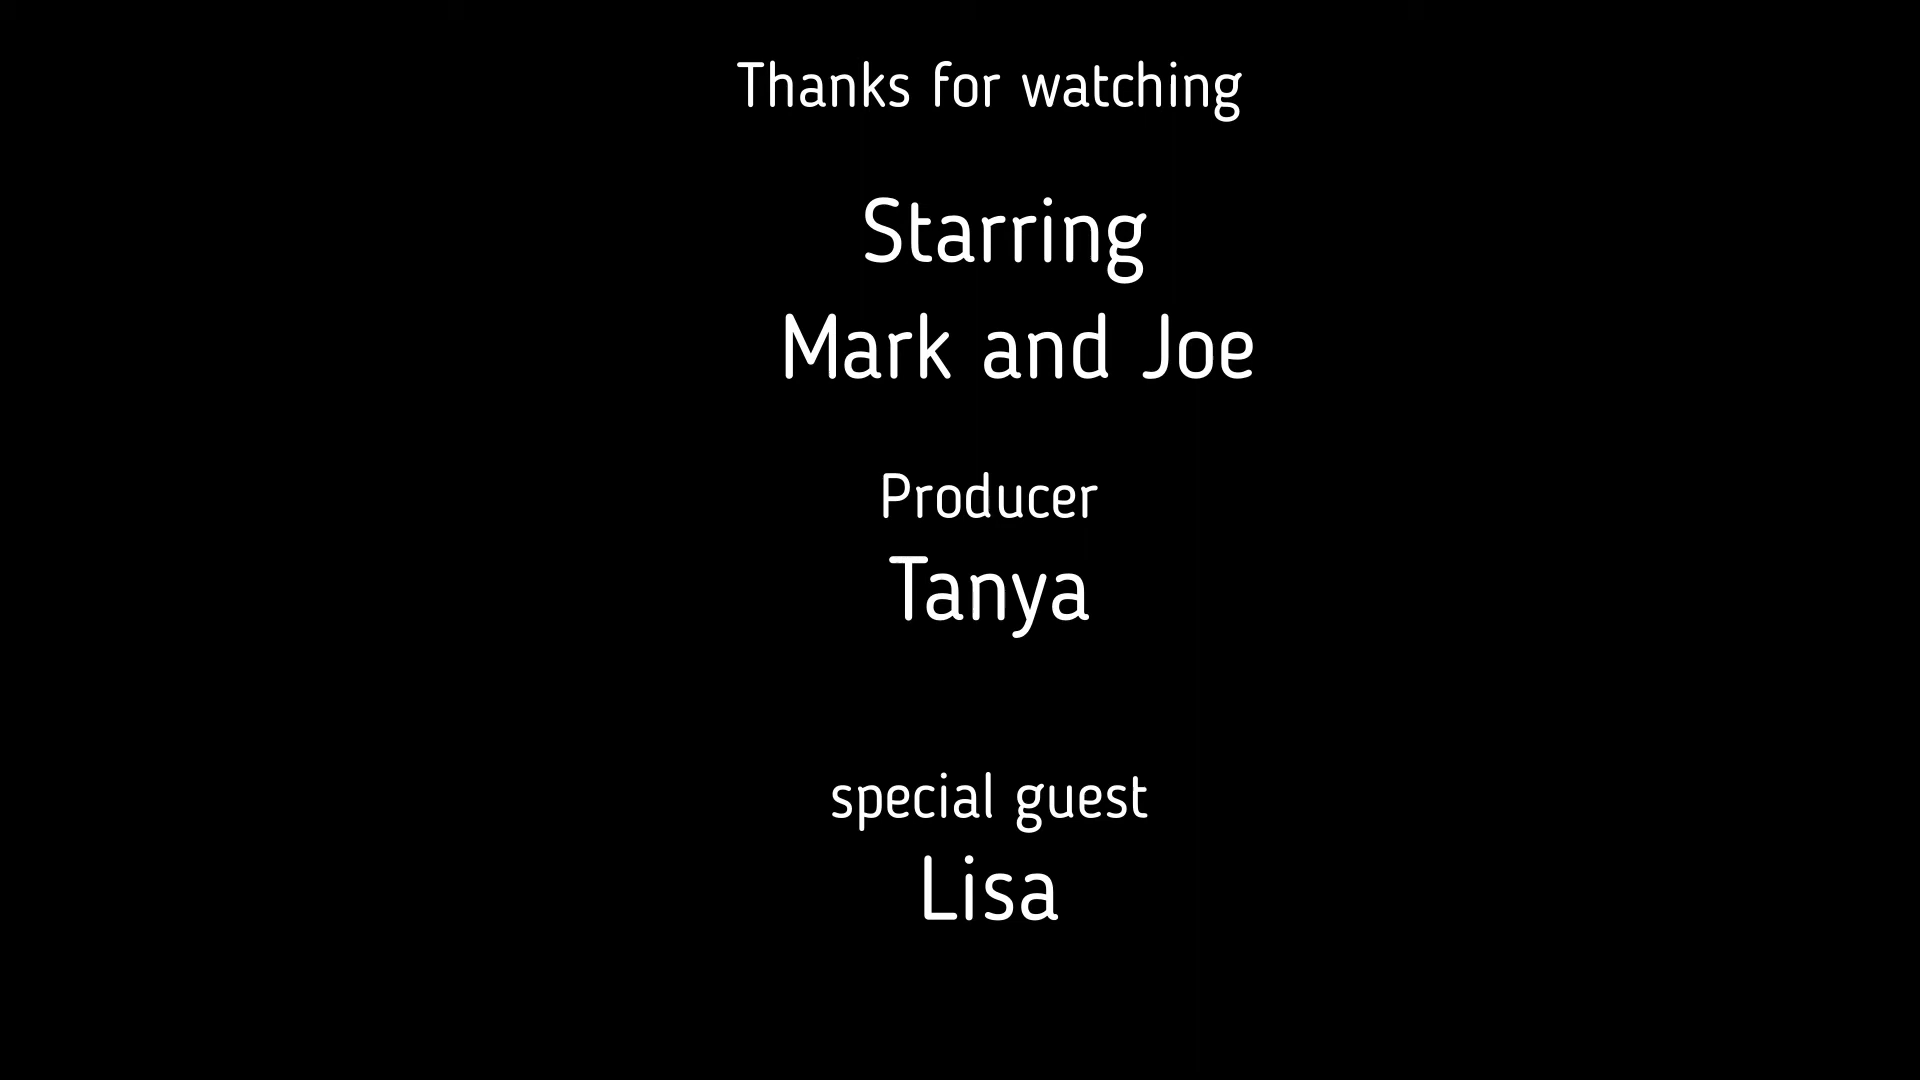 Thanks for watching
Starring
Mark and Joe
Producer
Tanya
special guest
Lisa